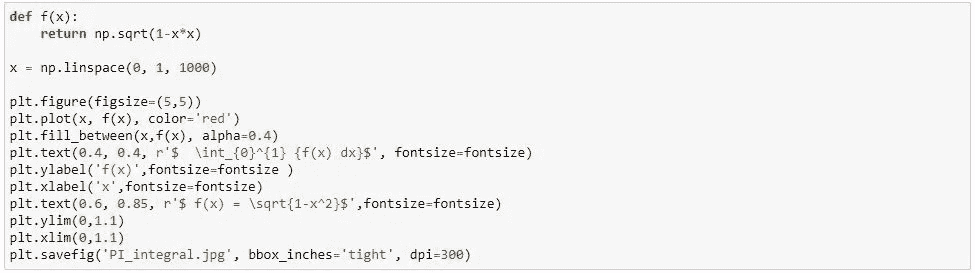 def f(x):
    return np.sqrt(1-x*x)

x = np.linspace(0, 1, 1000)

plt.figure(figsize=(5,5))
plt.plot(x, f(x), color='red')
plt.fill_between(x,f(x), alpha=0.4)
plt.text(0.4, 0.4, r'$  \int_{0}^{1} {f(x) dx}$', fontsize=fontsize)
plt.ylabel('f(x)',fontsize=fontsize )
plt.xlabel('x',fontsize=fontsize)
plt.text(0.6, 0.85, r'$ f(x) = \sqrt{1-x^2}$',fontsize=fontsize)
plt.ylim(0,1.1)
plt.xlim(0,1.1)
plt.savefig('PI_integral.jpg', bbox_inches='tight', dpi=300)